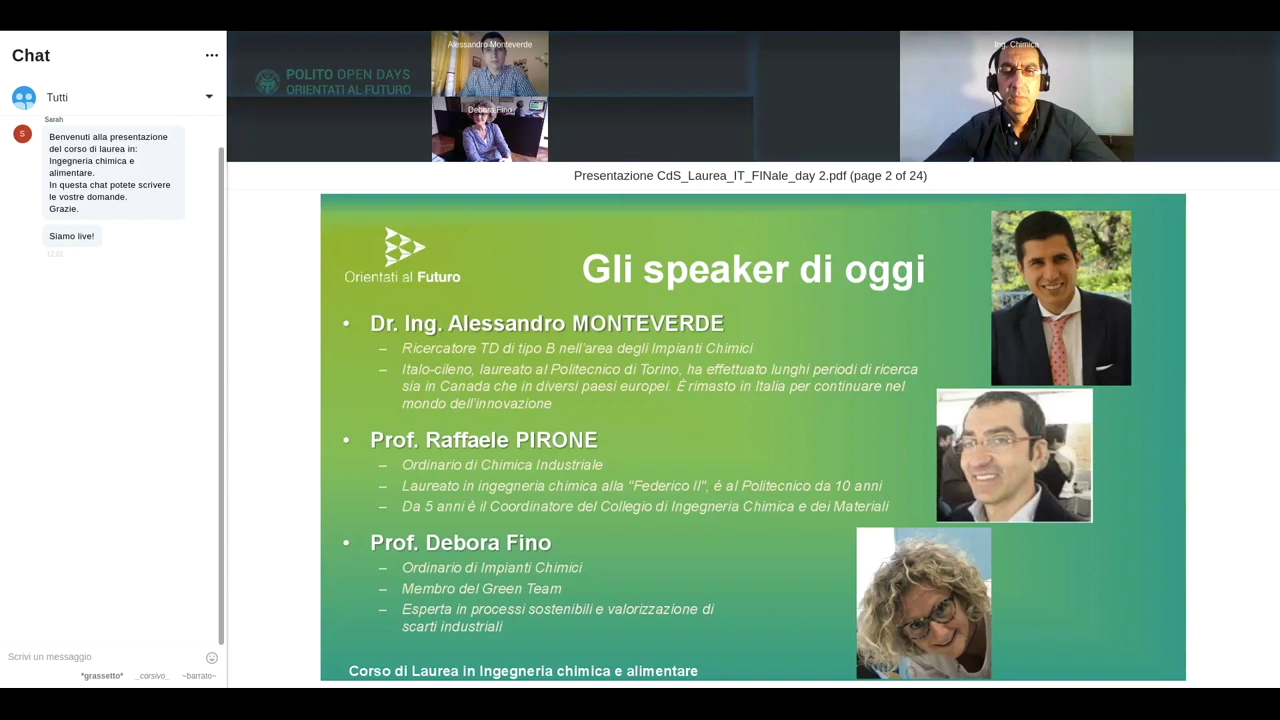 Chat
Tutti
Sarah
S
Benvenuti alla presentazione
del corso di laurea in:
Ingegneria chimica e
alimentare.
In questa chat potete scrivere
le vostre domande.
Grazie.
Siamo live!
12:02
Scrivi un messaggio
*grassetto* _corsivo_ ~barrato~
POLITO OPEN DAYS
ORIENTATI AL FUTURO
Alessandro Monteverde
Debora Fino
Ing. Chimica
Presentazione CdS_Laurea_IT_FINale_day 2.pdf (page 2 of 24)
Orientati al Futuro
Gli speaker di oggi
• Dr. Ing. Alessandro MONTEVERDE
– Ricercatore TD di tipo B nell'area degli Impianti Chimici
– Italo-cileno, laureato al Politecnico di Torino, ha effettuato lunghi periodi di ricerca
sia in Canada che in diversi paesi europei. È rimasto in Italia per continuare nel
mondo dell'innovazione
• Prof. Raffaele PIRONE
– Ordinario di Chimica Industriale
– Laureato in ingegneria chimica alla "Federico II", è al Politecnico da 10 anni
– Da 5 anni è il Coordinatore del Collegio di Ingegneria Chimica e dei Materiali
• Prof. Debora Fino
– Ordinario di Impianti Chimici
– Membro del Green Team
– Esperta in processi sostenibili e valorizzazione di
scarti industriali
Corso di Laurea in Ingegneria chimica e alimentare